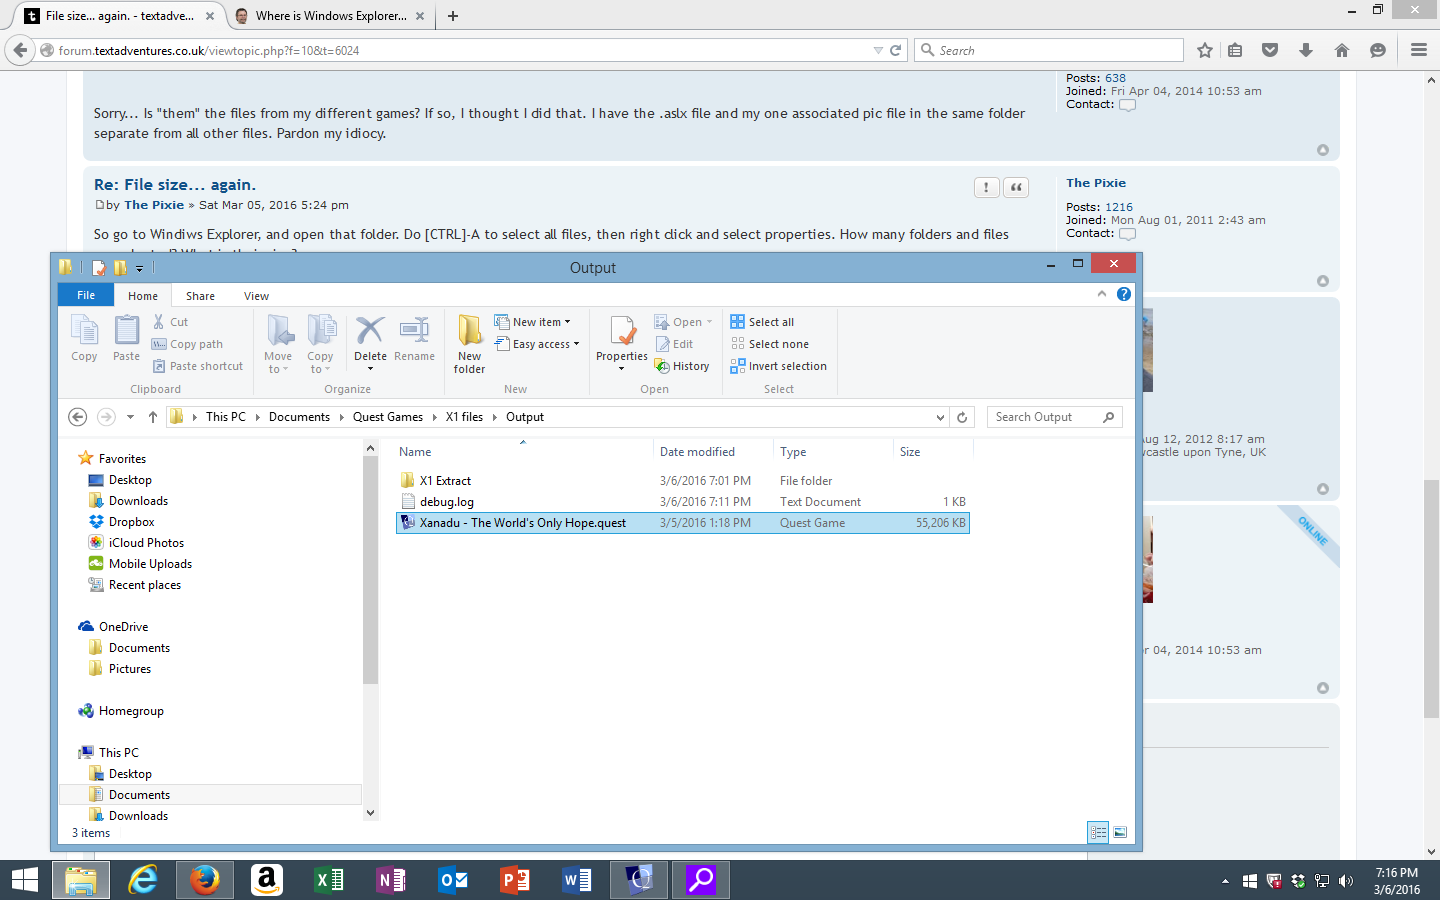 File size... again. - textadve...
Where is Windows Explorer...
forum.textadventures.co.uk/viewtopic.php?f=10&t=6024
Search
Posts: 638
Joined: Fri Apr 04, 2014 10:53 am
Contact:
Sorry... Is "them" the files from my different games? If so, I thought I did that. I have the .aslx file and my one associated pic file in the same folder
separate from all other files. Pardon my idiocy.
Re: File size... again.
by The Pixie » Sat Mar 05, 2016 5:24 pm
The Pixie
Posts: 1216
Joined: Mon Aug 01, 2011 2:43 am
Contact:
So go to Windiws Explorer, and open that folder. Do [CTRL]-A to select all files, then right click and select properties. How many folders and files
Output
File
Home
Share
View
Copy
Paste
Cut
Copy path
Paste shortcut
Clipboard
Move to
Copy to
Delete
Rename
Organize
New folder
New item
Easy access
New
Properties
Open
Edit
History
Open
Select all
Select none
Invert selection
Select
This PC
Documents
Quest Games
X1 files
Output
Search Output
Name
Date modified
Type
Size
X1 Extract 3/6/2016 7:01 PM File folder
debug.log 3/6/2016 7:11 PM Text Document 1 KB
Xanadu - The World's Only Hope.quest 3/5/2016 1:18 PM Quest Game 55,206 KB
Favorites
Desktop
Downloads
Dropbox
iCloud Photos
Mobile Uploads
Recent places
OneDrive
Documents
Pictures
Homegroup
This PC
Desktop
Documents
Downloads
3 items
ug 12, 2012 8:17 am
castle upon Tyne, UK
ONLINE
r 04, 2014 10:53 am
7:16 PM
3/6/2016